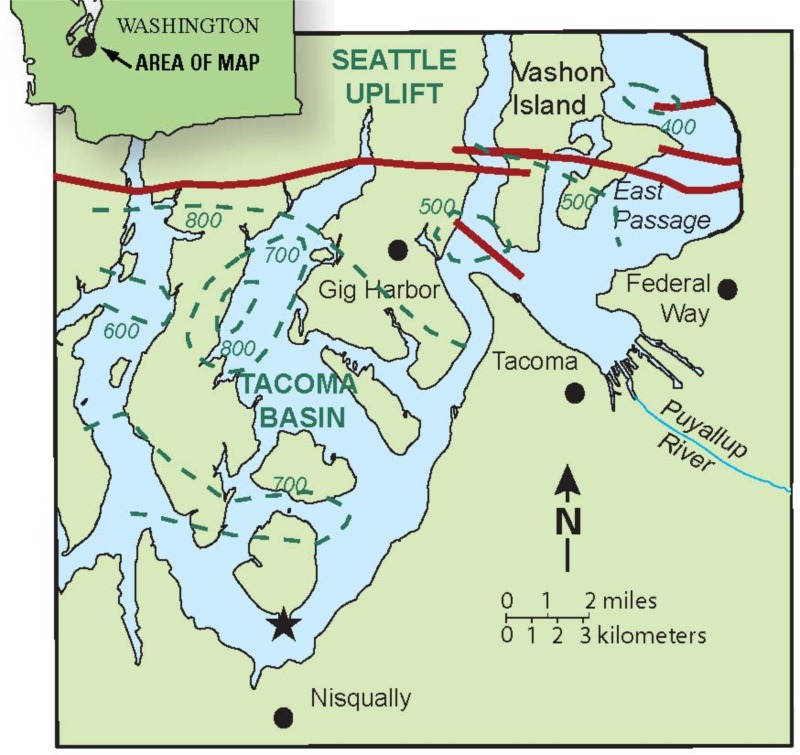 WASHINGTON
AREA OF MAP
SEATTLE
UPLIFT
Vashon
Island
400
800
500
500
East
Passage
700
Gig Harbor
Federal
Way
600
800
Tacoma
TACOMA
BASIN
Puyallup
River
700
N
0 1 2 miles
0 1 2 3 kilometers
Nisqually